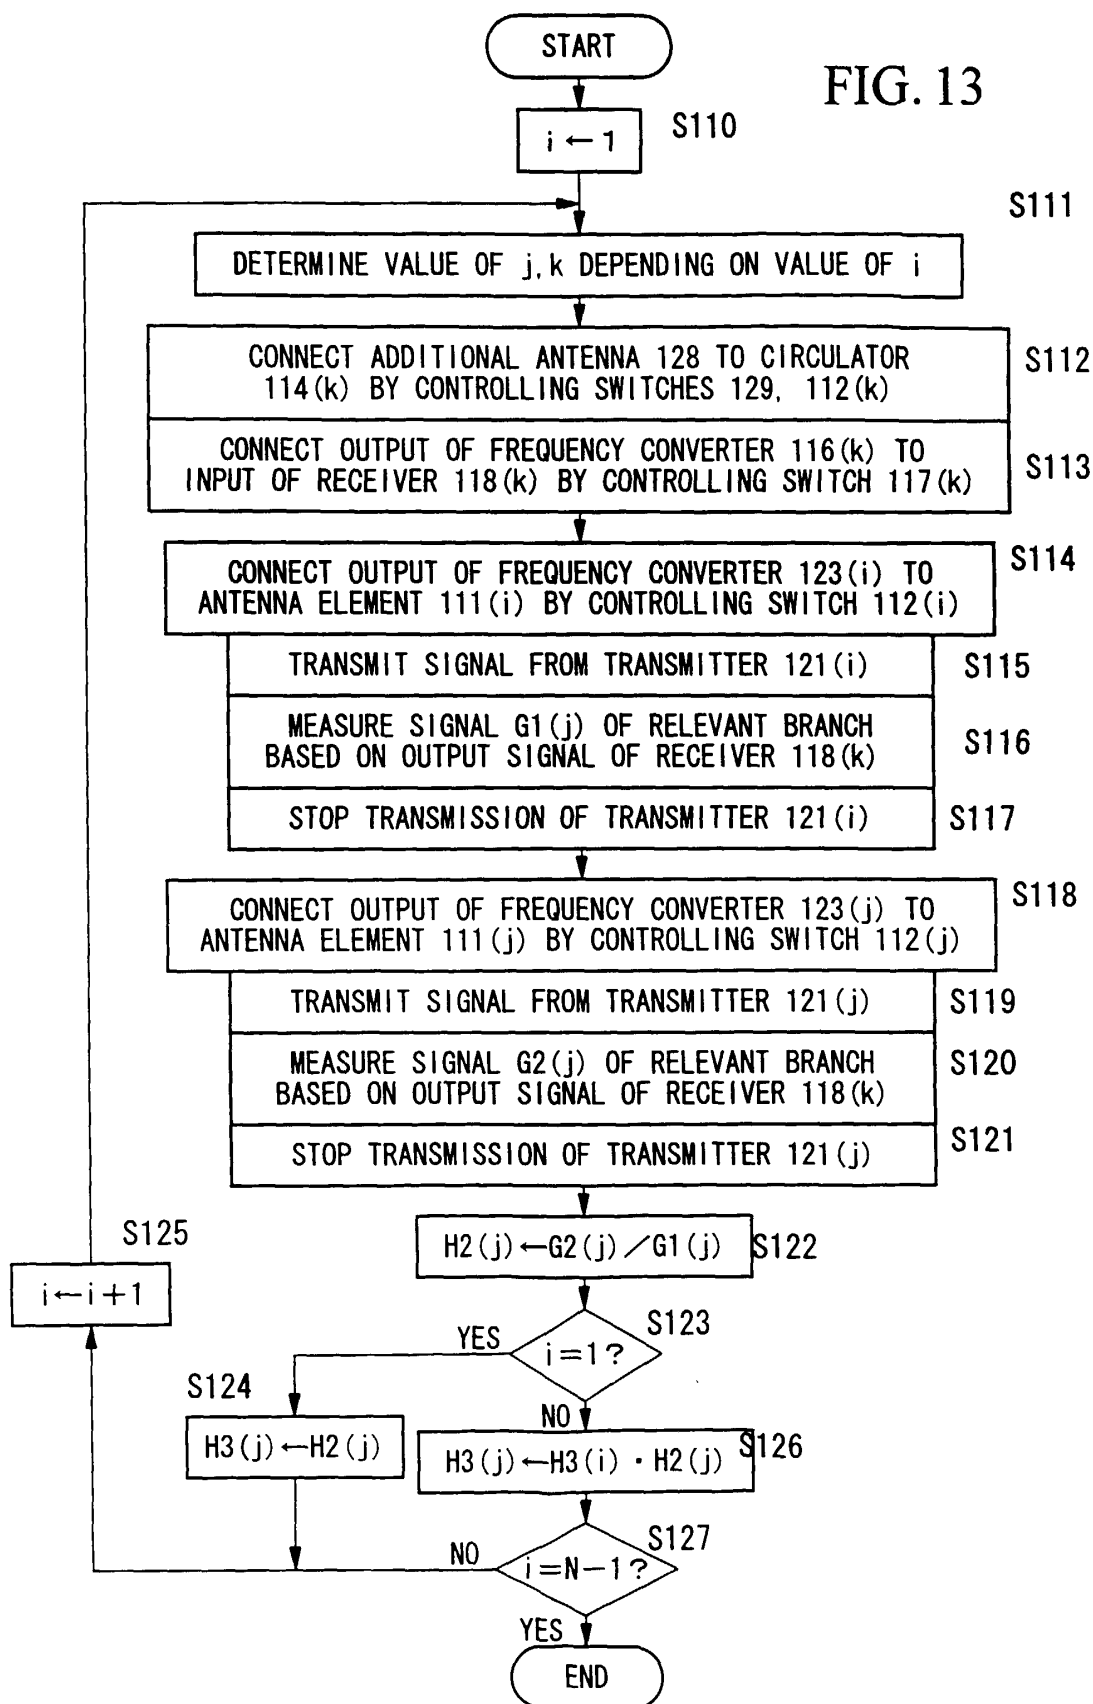 START
FIG. 13
S110
i ← 1
S111
DETERMINE VALUE OF j, k DEPENDING ON VALUE OF i
CONNECT ADDITIONAL ANTENNA 128 TO CIRCULATOR
114(k) BY CONTROLLING SWITCHES 129, 112(k)
S112
CONNECT OUTPUT OF FREQUENCY CONVERTER 116(k) TO
INPUT OF RECEIVER 118(k) BY CONTROLLING SWITCH 117(k)
S113
CONNECT OUTPUT OF FREQUENCY CONVERTER 123(i) TO
ANTENNA ELEMENT 111(i) BY CONTROLLING SWITCH 112(i)
S114
TRANSMIT SIGNAL FROM TRANSMITTER 121(i)
S115
MEASURE SIGNAL G1(j) OF RELEVANT BRANCH
BASED ON OUTPUT SIGNAL OF RECEIVER 118(k)
S116
STOP TRANSMISSION OF TRANSMITTER 121(i)
S117
CONNECT OUTPUT OF FREQUENCY CONVERTER 123(j) TO
ANTENNA ELEMENT 111(j) BY CONTROLLING SWITCH 112(j)
S118
TRANSMIT SIGNAL FROM TRANSMITTER 121(j)
S119
MEASURE SIGNAL G2(j) OF RELEVANT BRANCH
BASED ON OUTPUT SIGNAL OF RECEIVER 118(k)
S120
STOP TRANSMISSION OF TRANSMITTER 121(j)
S121
H2(j)←G2(j)/G1(j)
S122
S125
i←i+1
S123
YES
i=1?
S124
NO
H3(j)←H2(j)
H3(j)←H3(i)・H2(j)
S126
S127
NO
i=N−1?
YES
END